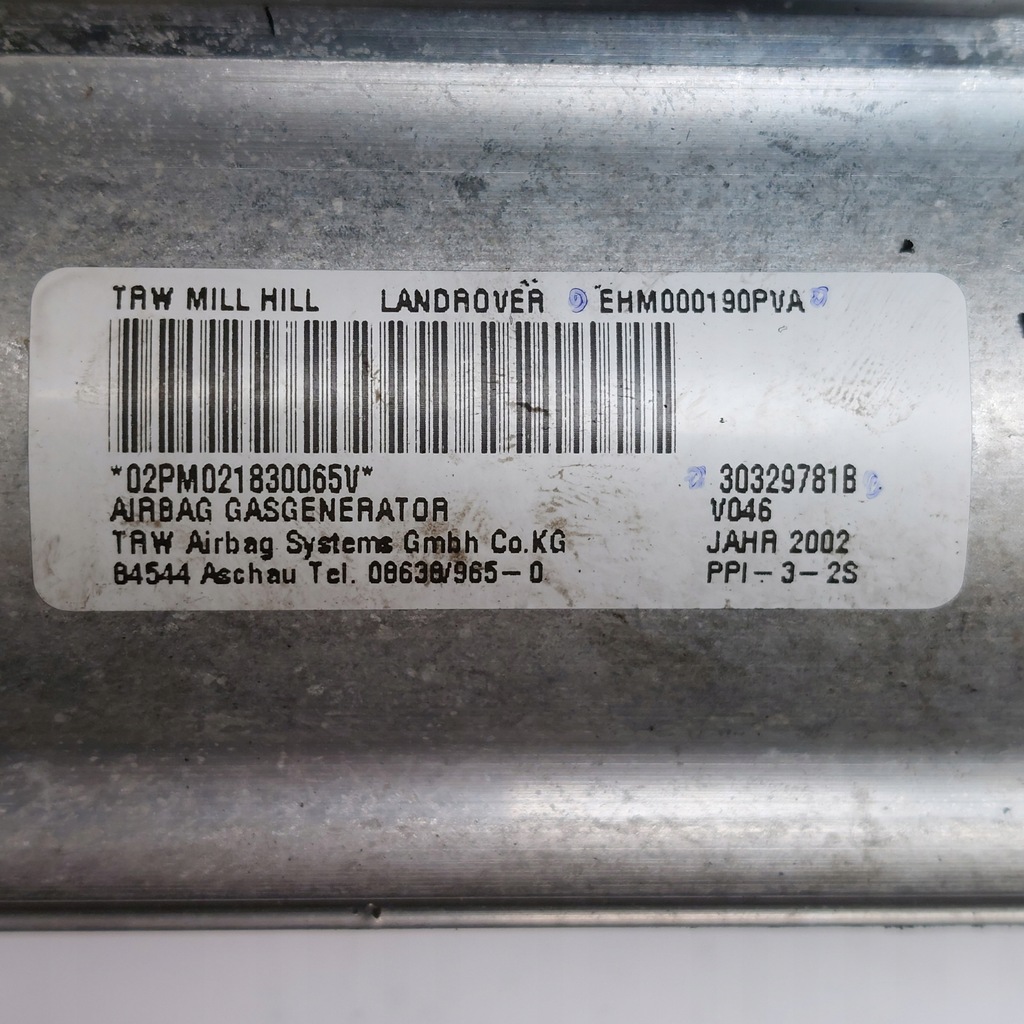 TRW MILL HILL LANDROVER EHM000190PVA
*02PM021830065V* 30329781B
AIRBAG GASGENERATOR V046
TRW Airbag Systems Gmbh Co.KG JAHR 2002
84544 Aschau Tel. 08638/965-0 PPI-3-2S